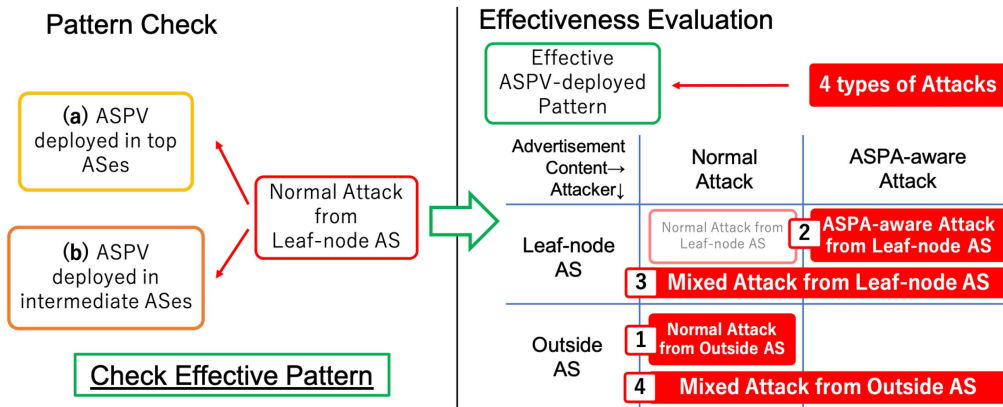 Pattern Check
(a) ASPV
deployed in top
ASes
(b) ASPV
deployed in
intermediate ASes
Normal Attack
from
Leaf-node AS
Check Effective Pattern
Effectiveness Evaluation
Effective
ASPV-deployed
Pattern
4 types of Attacks
Advertisement
Content→
Attacker↓
Normal
Attack
ASPA-aware
Attack
Leaf-node
AS
Normal Attack from
Leaf-node AS
2
ASPA-aware Attack
from Leaf-node AS
3
Mixed Attack from Leaf-node AS
Outside
AS
1
Normal Attack
from Outside AS
4
Mixed Attack from Outside AS